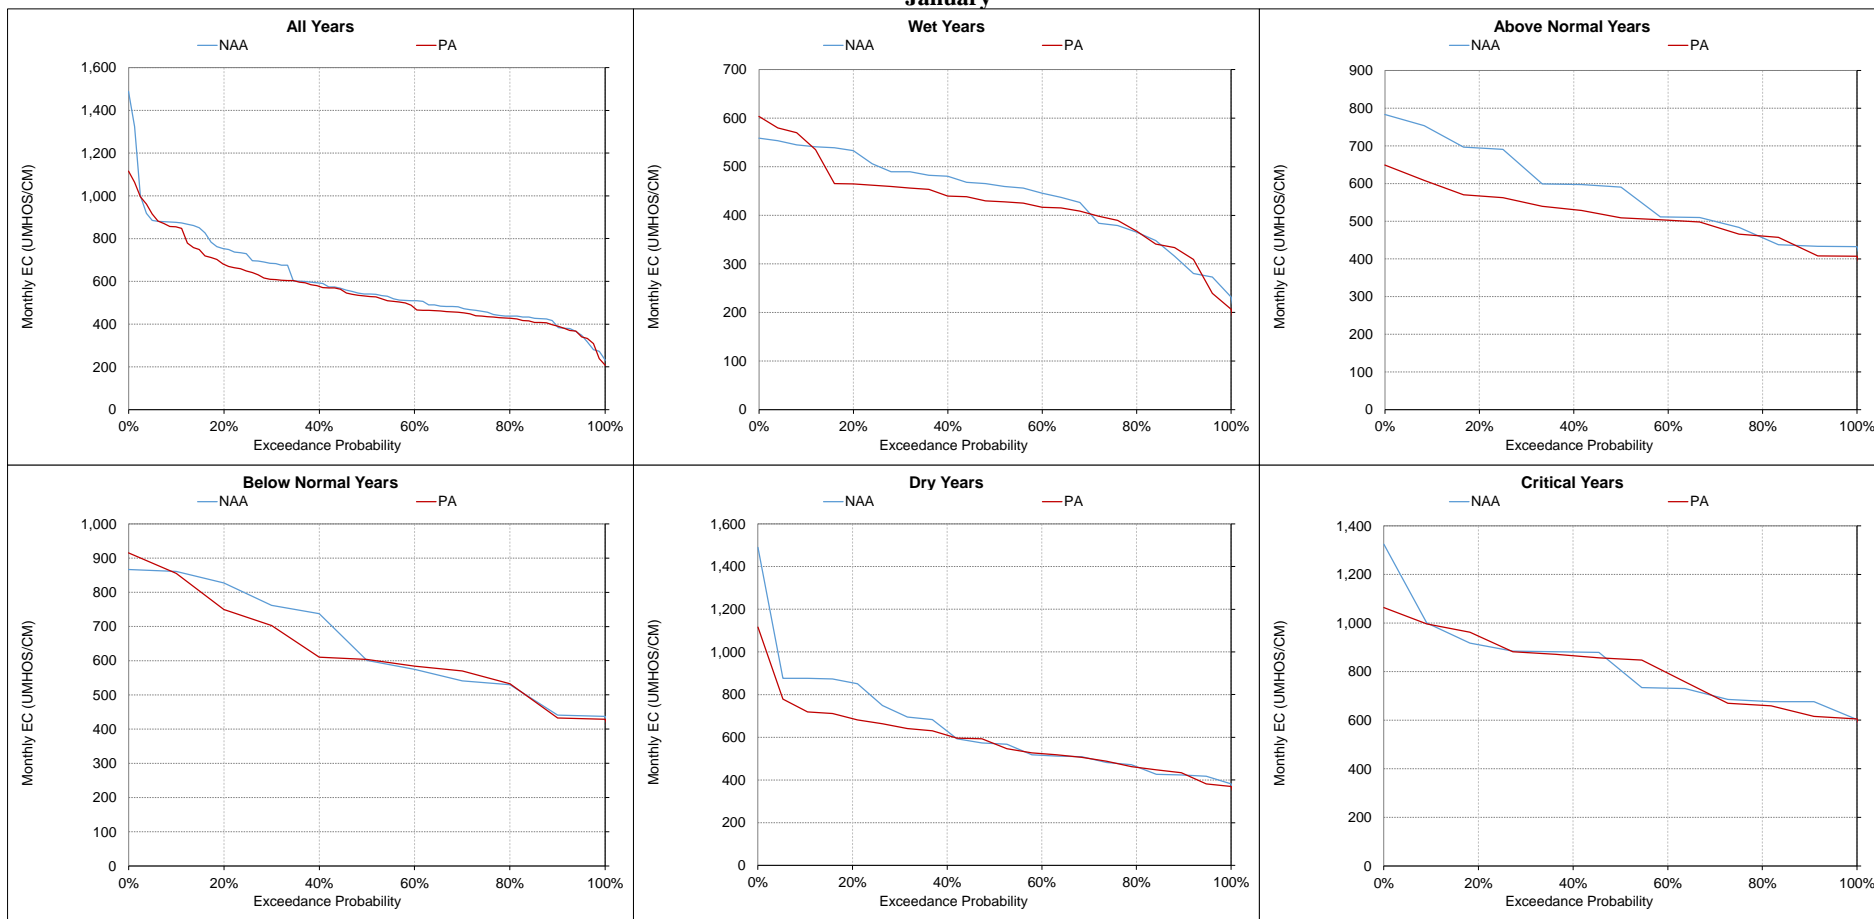 January
All Years
NAA PA
1,600
1,400
1,200
1,000
800
600
400
200
0
Monthly EC (UMHOS/CM)
0% 20% 40% 60% 80% 100%
Exceedance Probability
Wet Years
NAA PA
700
600
500
400
300
200
100
0
Monthly EC (UMHOS/CM)
0% 20% 40% 60% 80% 100%
Exceedance Probability
Above Normal Years
NAA PA
900
800
700
600
500
400
300
200
100
0
Monthly EC (UMHOS/CM)
0% 20% 40% 60% 80% 100%
Exceedance Probability
Below Normal Years
NAA PA
1,000
900
800
700
600
500
400
300
200
100
0
Monthly EC (UMHOS/CM)
0% 20% 40% 60% 80% 100%
Exceedance Probability
Dry Years
NAA PA
1,600
1,400
1,200
1,000
800
600
400
200
0
Monthly EC (UMHOS/CM)
0% 20% 40% 60% 80% 100%
Exceedance Probability
Critical Years
NAA PA
1,400
1,200
1,000
800
600
400
200
0
Monthly EC (UMHOS/CM)
0% 20% 40% 60% 80% 100%
Exceedance Probability